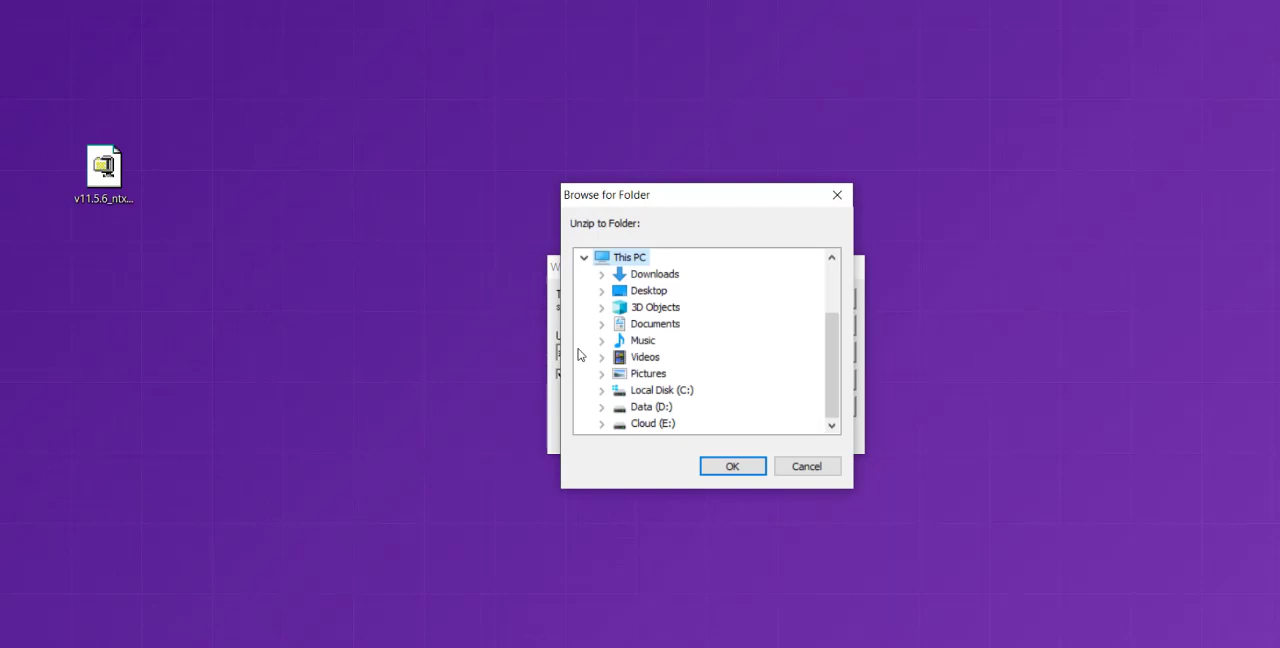 v11.5.6_ntx...
Browse for Folder
Unzip to Folder:
This PC
Downloads
Desktop
3D Objects
Documents
Music
Videos
Pictures
Local Disk (C:)
Data (D:)
Cloud (E:)
OK
Cancel